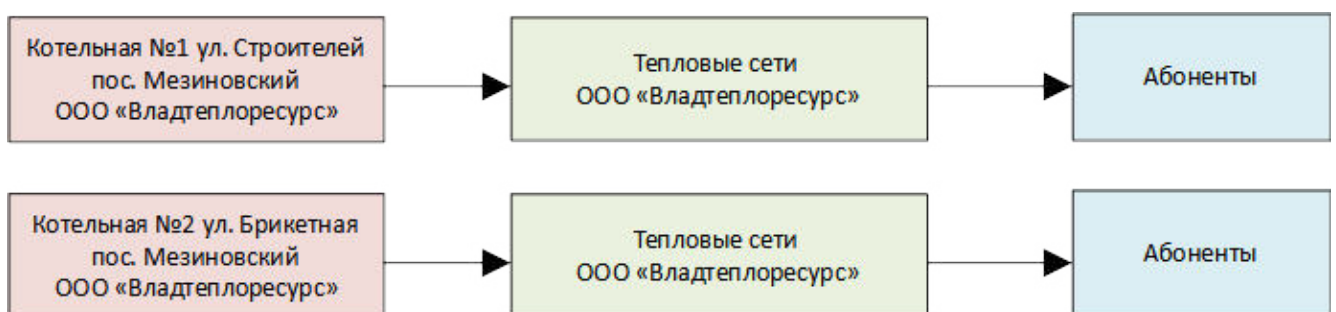 Котельная №1 ул. Строителей
пос. Мезиновский
ООО «Владтеплоресурс»
Тепловые сети
ООО «Владтеплоресурс»
Абоненты
Котельная №2 ул. Брикетная
пос. Мезиновский
ООО «Владтеплоресурс»
Тепловые сети
ООО «Владтеплоресурс»
Абоненты